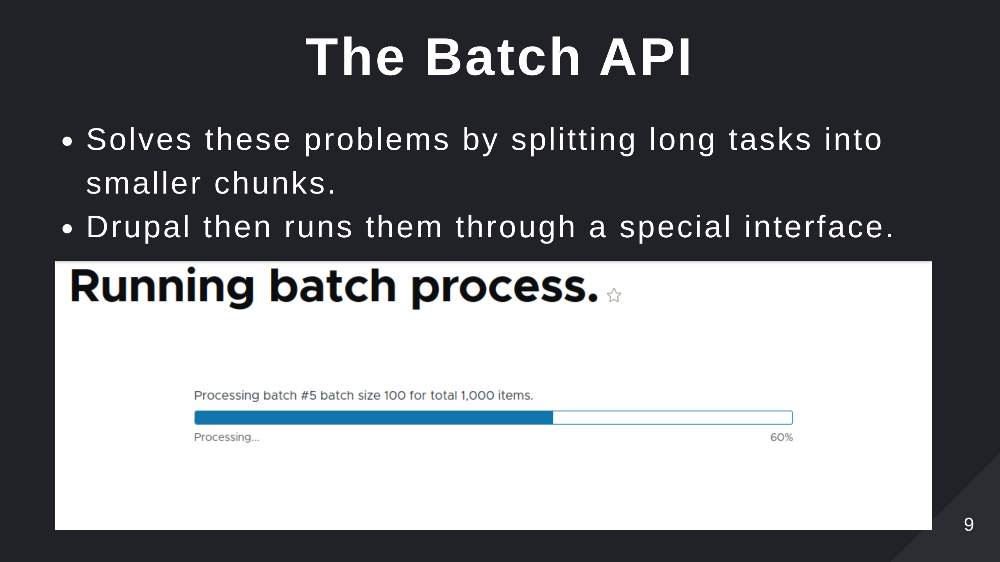 The Batch API
• Solves these problems by splitting long tasks into
smaller chunks.
• Drupal then runs them through a special interface.
Running batch process.
Processing batch #5 batch size 100 for total 1,000 items.
Processing... 60%
9